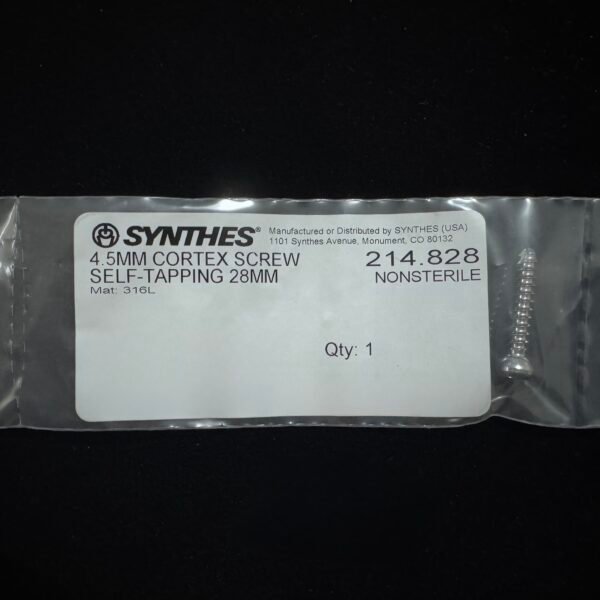 SYNTHES®
Manufactured or Distributed by SYNTHES (USA)
1101 Synthes Avenue, Monument, CO 80132
4.5MM CORTEX SCREW
SELF-TAPPING 28MM
Mat: 316L
214.828
NONSTERILE
Qty: 1